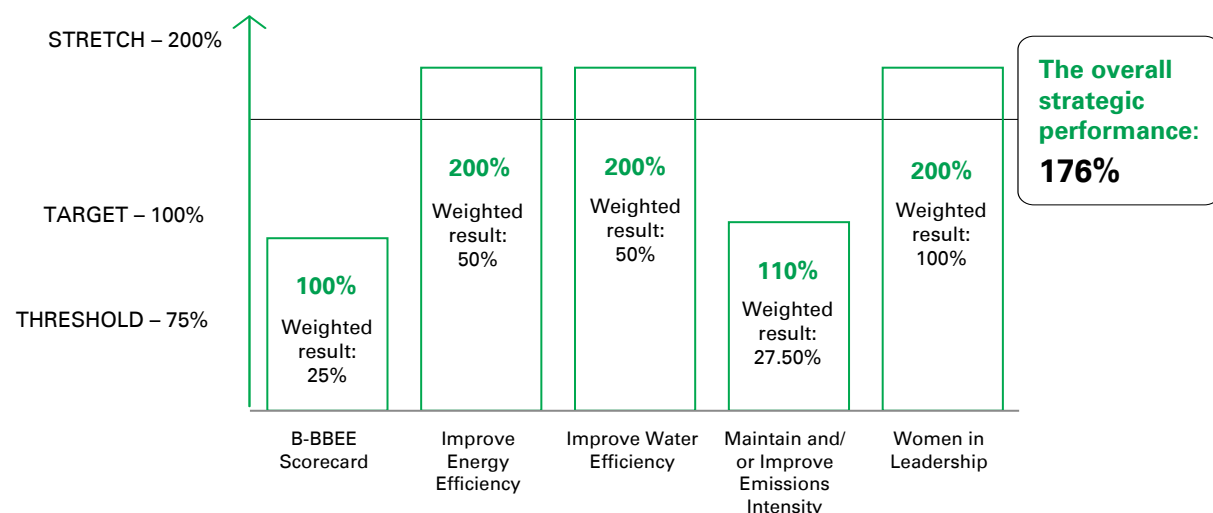 STRETCH – 200%
TARGET – 100%
THRESHOLD – 75%
100%
Weighted
result:
25%
200%
Weighted
result:
50%
200%
Weighted
result:
50%
110%
Weighted
result:
27.50%
200%
Weighted
result:
100%
B-BBEE
Scorecard
Improve
Energy
Efficiency
Improve Water
Efficiency
Maintain and/
or Improve
Emissions
Intensity
Women in
Leadership
The overall
strategic
performance:
176%